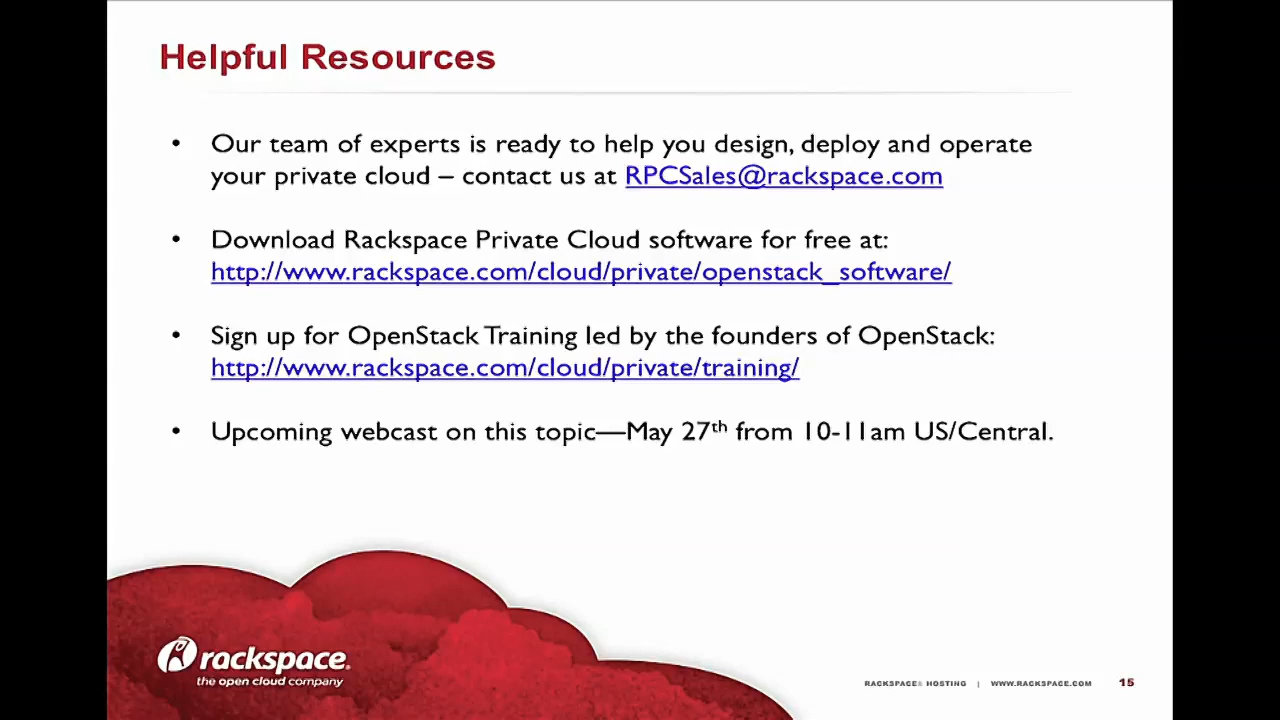 Helpful Resources
• Our team of experts is ready to help you design, deploy and operate
your private cloud – contact us at RPCSales@rackspace.com
• Download Rackspace Private Cloud software for free at:
http://www.rackspace.com/cloud/private/openstack_software/
• Sign up for OpenStack Training led by the founders of OpenStack:
http://www.rackspace.com/cloud/private/training/
• Upcoming webcast on this topic—May 27th from 10-11am US/Central.
rackspace®
the open cloud company
RACKSPACE® HOSTING | WWW.RACKSPACE.COM 15